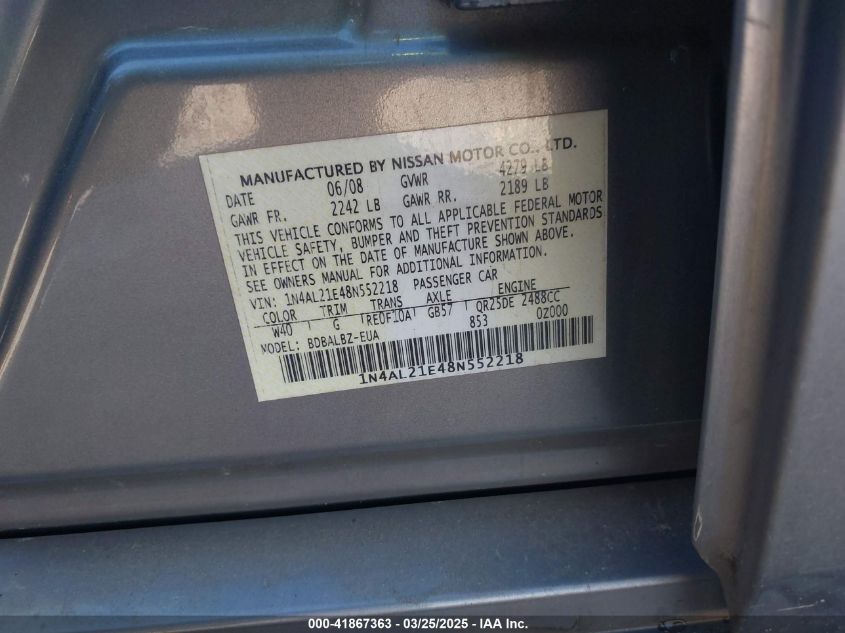 MANUFACTURED BY NISSAN MOTOR CO., LTD.
DATE 06/08 GVWR 4279 LB
GAWR FR. 2242 LB GAWR RR. 2189 LB
THIS VEHICLE CONFORMS TO ALL APPLICABLE FEDERAL MOTOR
VEHICLE SAFETY, BUMPER AND THEFT PREVENTION STANDARDS
IN EFFECT ON THE DATE OF MANUFACTURE SHOWN ABOVE.
SEE OWNERS MANUAL FOR ADDITIONAL INFORMATION.
VIN: 1N4AL21E48N552218 PASSENGER CAR
COLOR TRIM TRANS AXLE ENGINE
W40 G RE0F10A GB57 QR25DE 2488CC
MODEL: BDBALBZ-EUA 853 0Z000
1N4AL21E48N552218
000-41867363 - 03/25/2025 - IAA Inc.